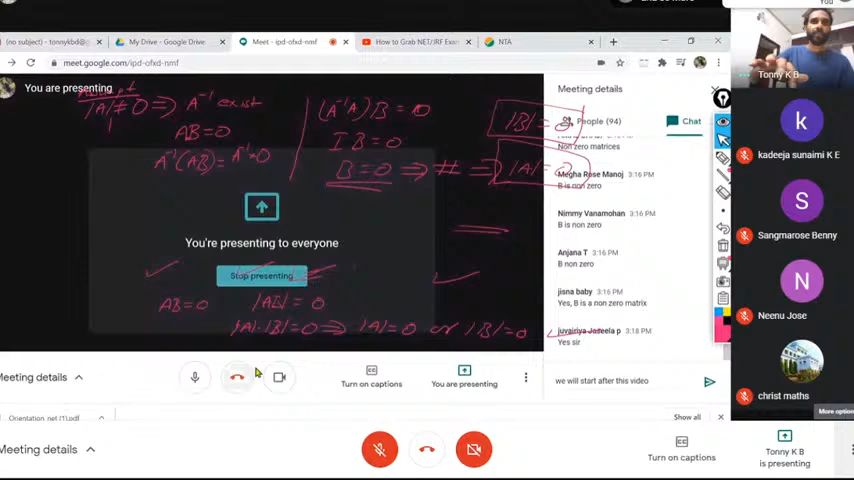 You
(no subject) - tonnykbd@
My Drive - Google Drive
Meet - ipd-ofxd-nmf
How to Grab NET/JRF Exa
NTA
meet.google.com/ipd-ofxd-nmf
Tonny K B
You are presenting
Meeting details
|A| ≠ 0 ⇒ A⁻¹ exist
AB = 0
A⁻¹(AB) = A⁻¹×0
(A⁻¹A)B = 0
IB = 0
B = 0 ⇒ # ⇒ |A| = 0
|B| = 0
People (94)
Chat
Non zero matrices
Megha Rose Manoj 3:16 PM
B is non zero
Nimmy Vanamohan 3:16 PM
B is non zero
Anjana T 3:16 PM
B non zero
jisna baby 3:16 PM
Yes, B is a non zero matrix
juvairiya Jaseela p 3:18 PM
Yes sir
we will start after this video
k
kadeeja sunaimi K E
S
Sangmarose Benny
N
Neenu Jose
christ maths
More option
You're presenting to everyone
Stop presenting
AB = 0 |AB| = 0
|A|·|B| = 0 ⇒ |A| = 0 or |B| = 0
Meeting details
Turn on captions
You are presenting
Orientation net (1).pdf
Show all
Meeting details
Turn on captions
Tonny K B
is presenting